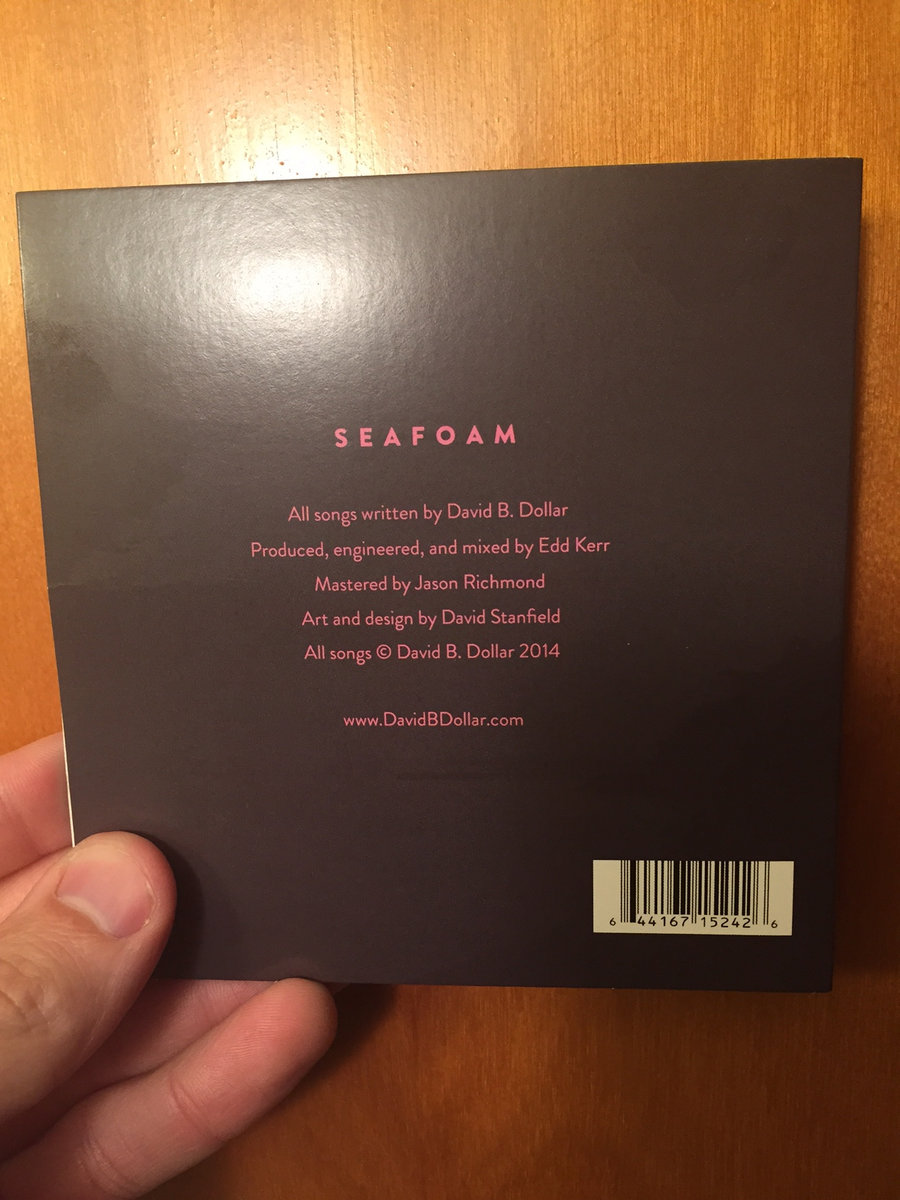 SEAFOAM
All songs written by David B. Dollar
Produced, engineered, and mixed by Edd Kerr
Mastered by Jason Richmond
Art and design by David Stanfield
All songs © David B. Dollar 2014
www.DavidBDollar.com
6 44167 15242 6